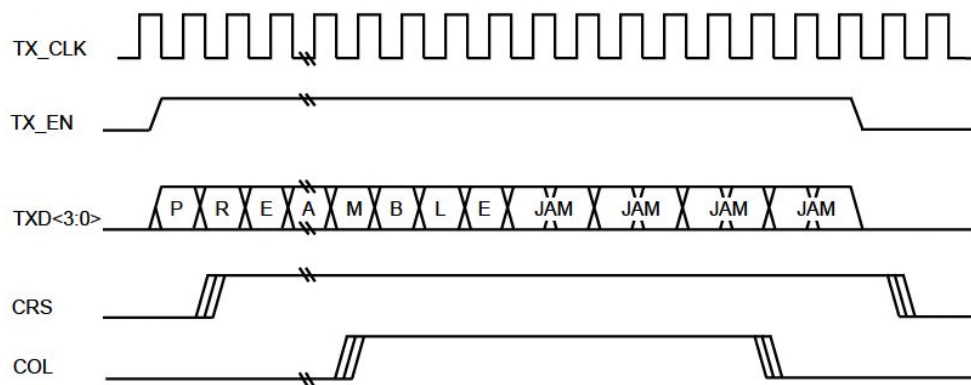 TX_CLK
TX_EN
TXD<3:0> P R E A M B L E JAM JAM JAM JAM
CRS
COL